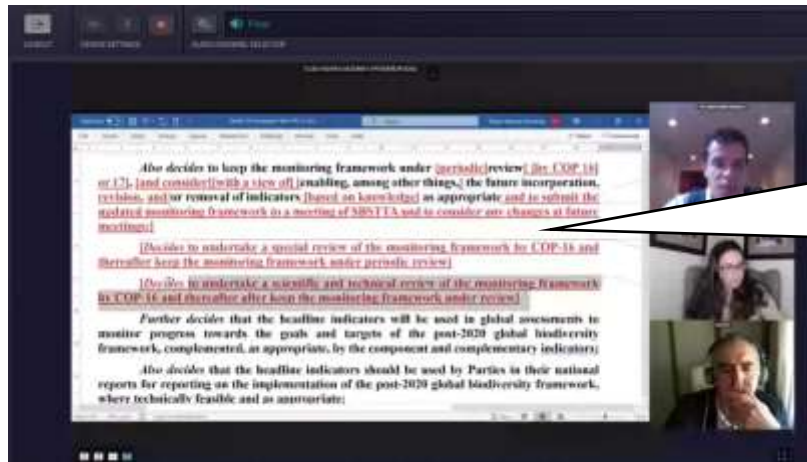 Also decides to keep the monitoring framework under [periodic]review[ [by COP 16]
or 17], [and consider][with a view of] [enabling, among other things,] the future incorporation,
revision, and/or removal of indicators [based on knowledge] as appropriate and to submit the
updated monitoring framework to a meeting of SBSTTA and to consider any changes at future
meetings;]
[Decides to undertake a special review of the monitoring framework by COP-16 and
thereafter keep the monitoring framework under periodic review]
[Decides to undertake a scientific and technical review of the monitoring framework
by COP-16 and thereafter after keep the monitoring framework under review]
Further decides that the headline indicators will be used in global assessments to
monitor progress towards the goals and targets of the post-2020 global biodiversity
framework, complemented, as appropriate, by the component and complementary indicators;
Also decides that the headline indicators should be used by Parties in their national
reports for reporting on the implementation of the post-2020 global biodiversity framework,
where technically feasible and as appropriate;